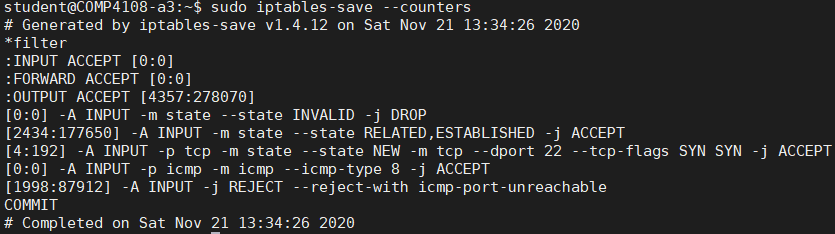 student@COMP4108-a3:~$ sudo iptables-save --counters
# Generated by iptables-save v1.4.12 on Sat Nov 21 13:34:26 2020
*filter
:INPUT ACCEPT [0:0]
:FORWARD ACCEPT [0:0]
:OUTPUT ACCEPT [4357:278070]
[0:0] -A INPUT -m state --state INVALID -j DROP
[2434:177650] -A INPUT -m state --state RELATED,ESTABLISHED -j ACCEPT
[4:192] -A INPUT -p tcp -m state --state NEW -m tcp --dport 22 --tcp-flags SYN SYN -j ACCEPT
[0:0] -A INPUT -p icmp -m icmp --icmp-type 8 -j ACCEPT
[1998:87912] -A INPUT -j REJECT --reject-with icmp-port-unreachable
COMMIT
# Completed on Sat Nov 21 13:34:26 2020